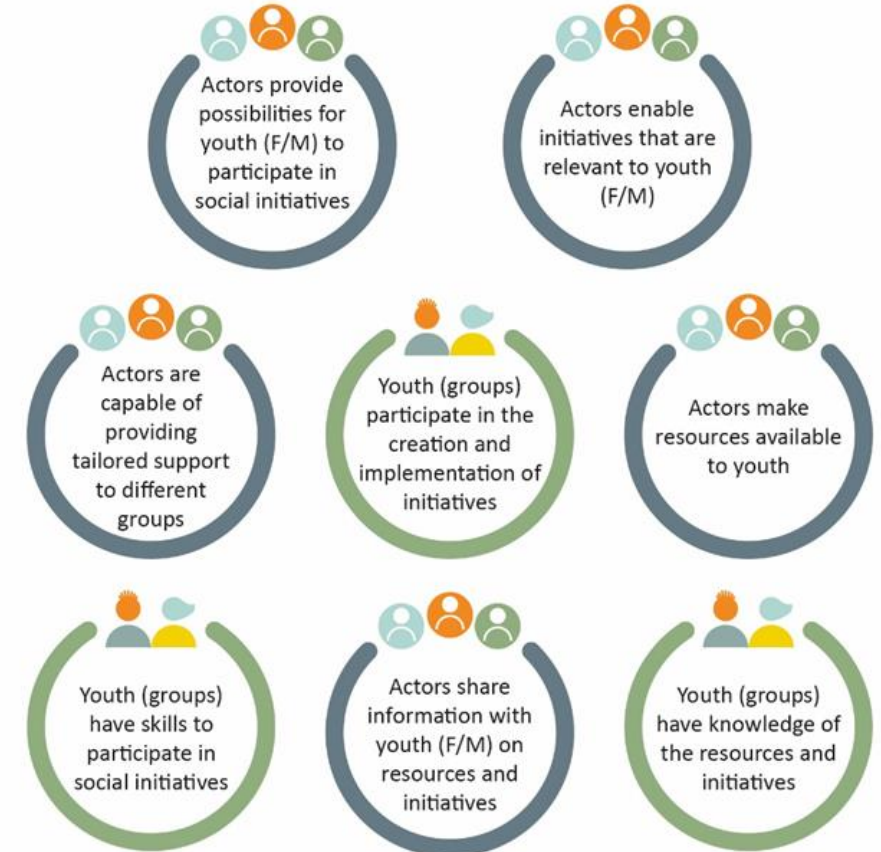 Actors provide
possibilities for
youth (F/M) to
participate in
social initiatives
Actors enable
initiatives that are
relevant to youth
(F/M)
Actors are
capable of
providing
tailored support
to different
groups
Youth (groups)
participate in the
creation and
implementation of
initiatives
Actors make
resources available
to youth
Youth (groups)
have skills to
participate in
social initiatives
Actors share
information with
youth (F/M) on
resources and
initiatives
Youth (groups)
have knowledge of
the resources and
initiatives